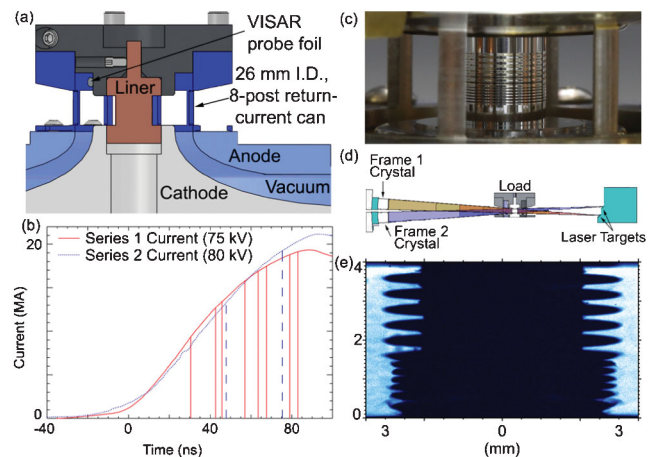 (a)
VISAR
probe foil
26 mm I.D.,
8-post return-
current can
Liner
Anode
Cathode
Vacuum
(b)
20
Series 1 Current (75 kV)
Series 2 Current (80 kV)
10
0
Current (MA)
-40
0
40
80
Time (ns)
(c)
(d)
Frame 1
Crystal
Load
Frame 2
Crystal
Laser Targets
(e)
4
2
0
3
0
3
(mm)